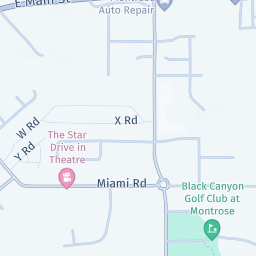 E Main St
Montrose
Auto Repair
X Rd
W Rd
Y Rd
The Star
Drive in
Theatre
Miami Rd
Black Canyon
Golf Club at
Montrose